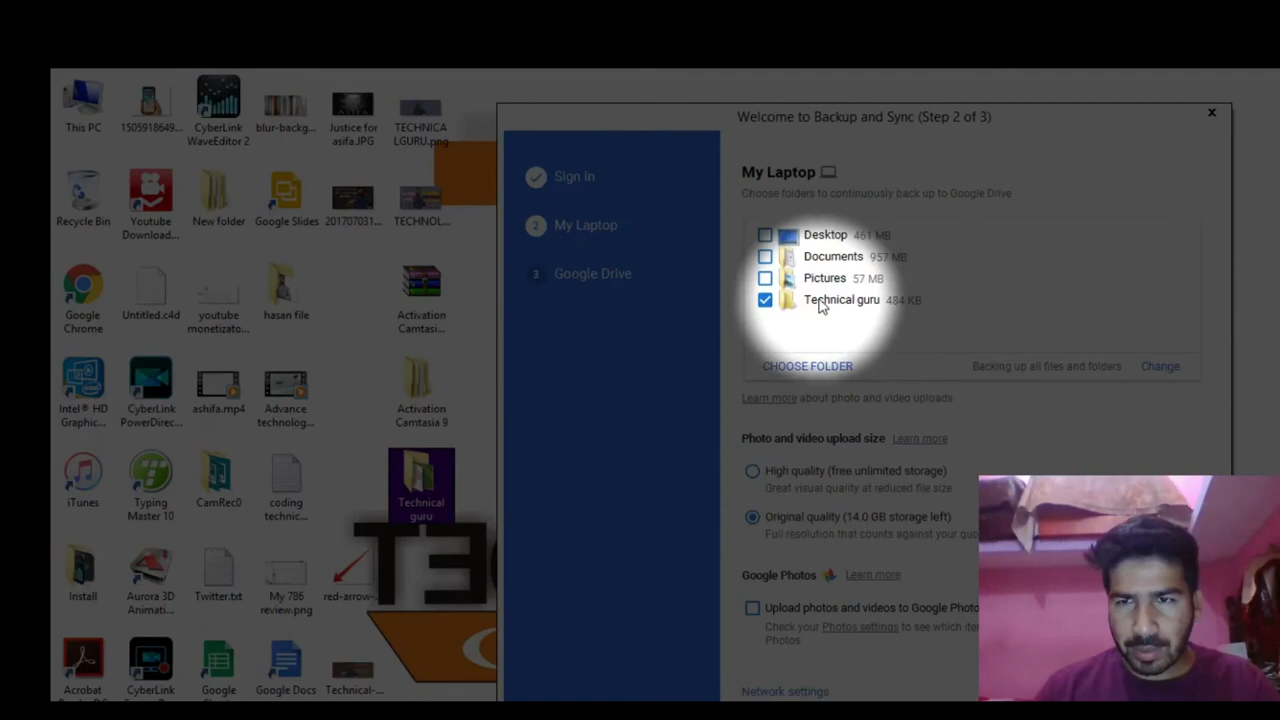 This PC
1505918649...
CyberLink
WaveEditor 2
blur-backg...
Justice for
asifa.JPG
TECHNICA
LGURU.png
Recycle Bin
Youtube
Download...
New folder
Google Slides
201707031...
TECHNOL...
Google
Chrome
Untitled.c4d
youtube
monetizato...
hasan file
Activation
Camtasi...
Intel® HD
Graphic...
CyberLink
PowerDirec...
ashifa.mp4
Advance
technolog...
Activation
Camtasia 9
iTunes
Typing
Master 10
CamRec0
coding
technic...
Technical
guru
Install
Aurora 3D
Animati...
Twitter.txt
My 786
review.png
red-arrow-...
Acrobat
CyberLink
Google
Google Docs
Technical-...
Welcome to Backup and Sync (Step 2 of 3)
x
Sign in
2 My Laptop
3 Google Drive
My Laptop
Choose folders to continuously back up to Google Drive
Desktop 461 MB
Documents 957 MB
Pictures 57 MB
Technical guru 484 KB
CHOOSE FOLDER
Backing up all files and folders Change
Learn more about photo and video uploads
Photo and video upload size Learn more
High quality (free unlimited storage)
Great visual quality at reduced file size
Original quality (14.0 GB storage left)
Full resolution that counts against your quo
Google Photos Learn more
Upload photos and videos to Google Photo
Check your Photos settings to see which ite
Photos
Network settings